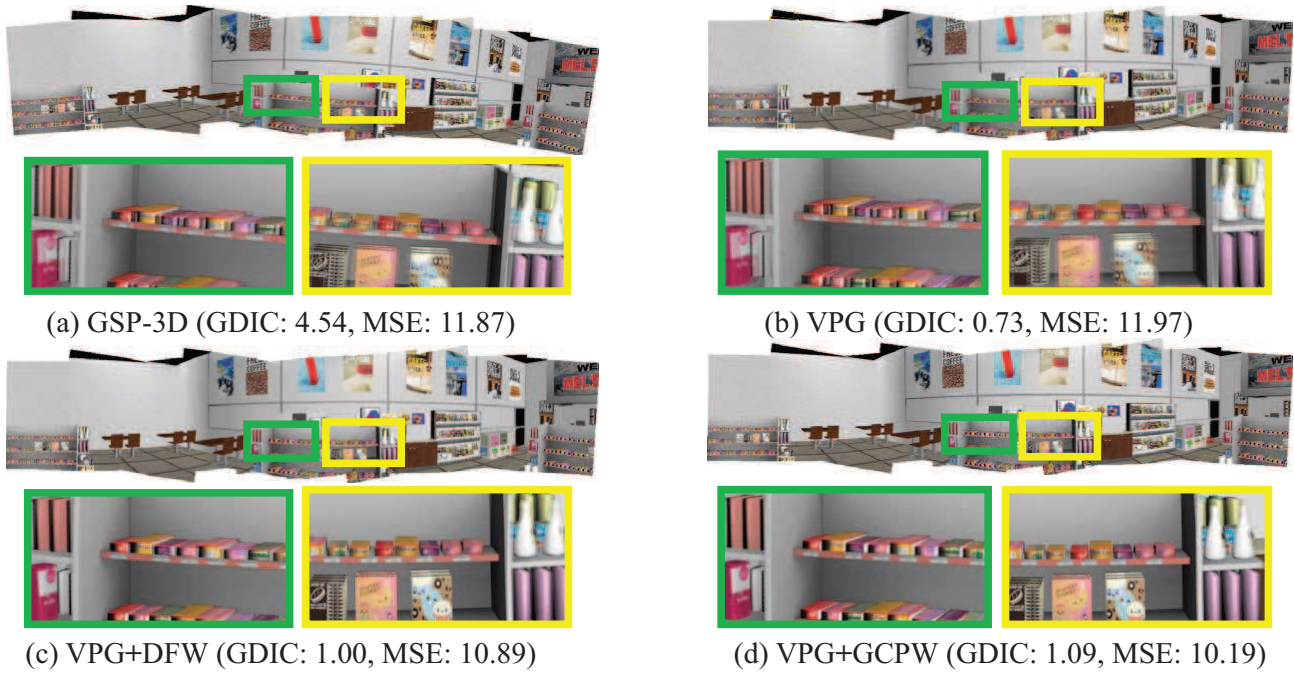 (a) GSP-3D (GDIC: 4.54, MSE: 11.87)
(b) VPG (GDIC: 0.73, MSE: 11.97)
(c) VPG+DFW (GDIC: 1.00, MSE: 10.89)
(d) VPG+GCPW (GDIC: 1.09, MSE: 10.19)